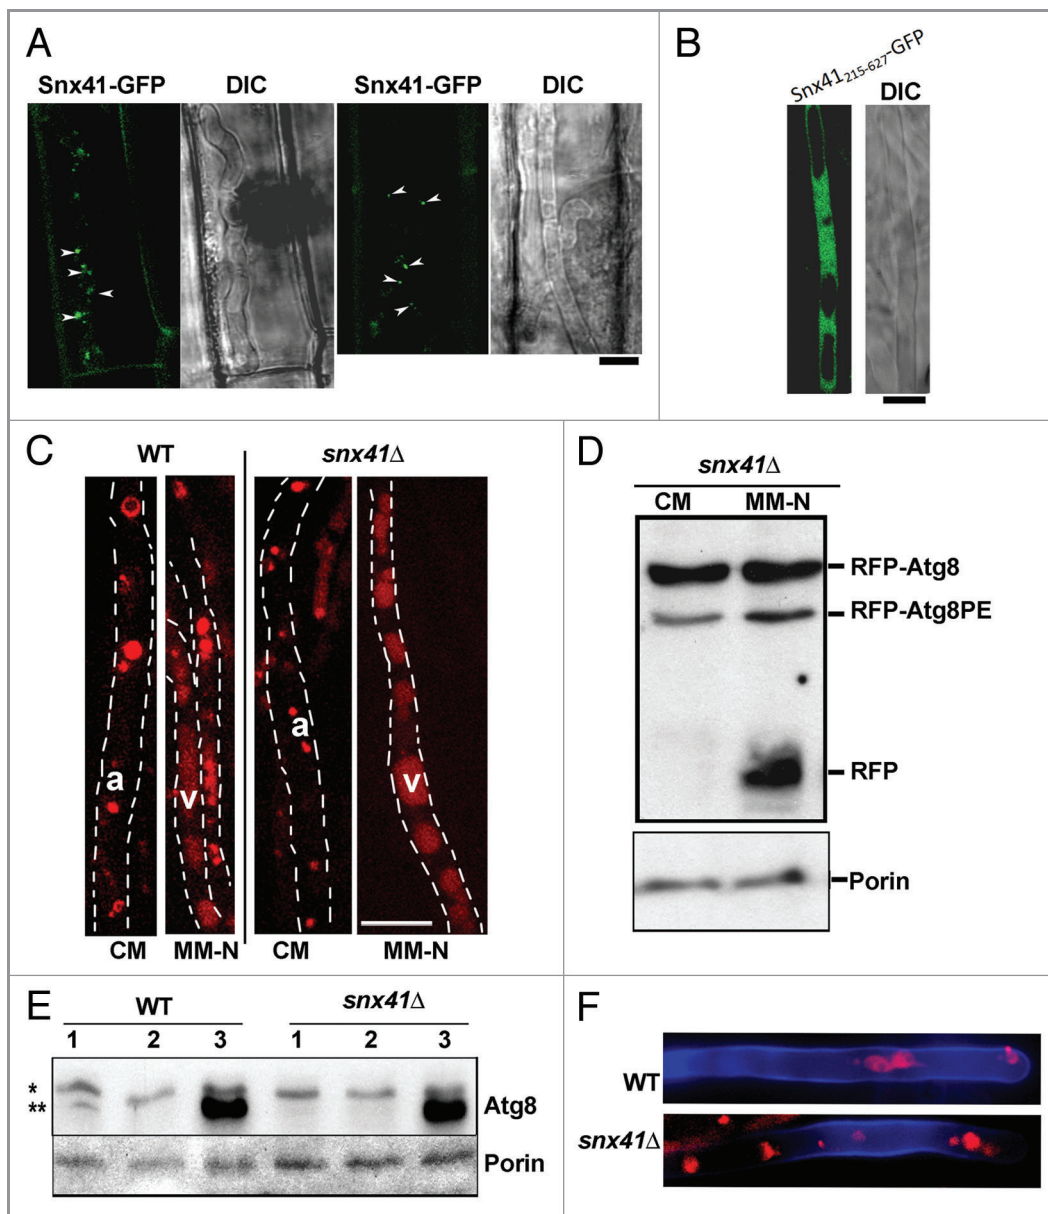 A
Snx41-GFP DIC Snx41-GFP DIC
B
Snx41215-627-GFP
DIC
C
WT snx41Δ
a v a v
CM MM-N CM MM-N
D
snx41Δ
CM MM-N
RFP-Atg8
RFP-Atg8PE
RFP
Porin
E
WT snx41Δ
1 2 3 1 2 3
*
**
Atg8
Porin
F
WT
snx41Δ